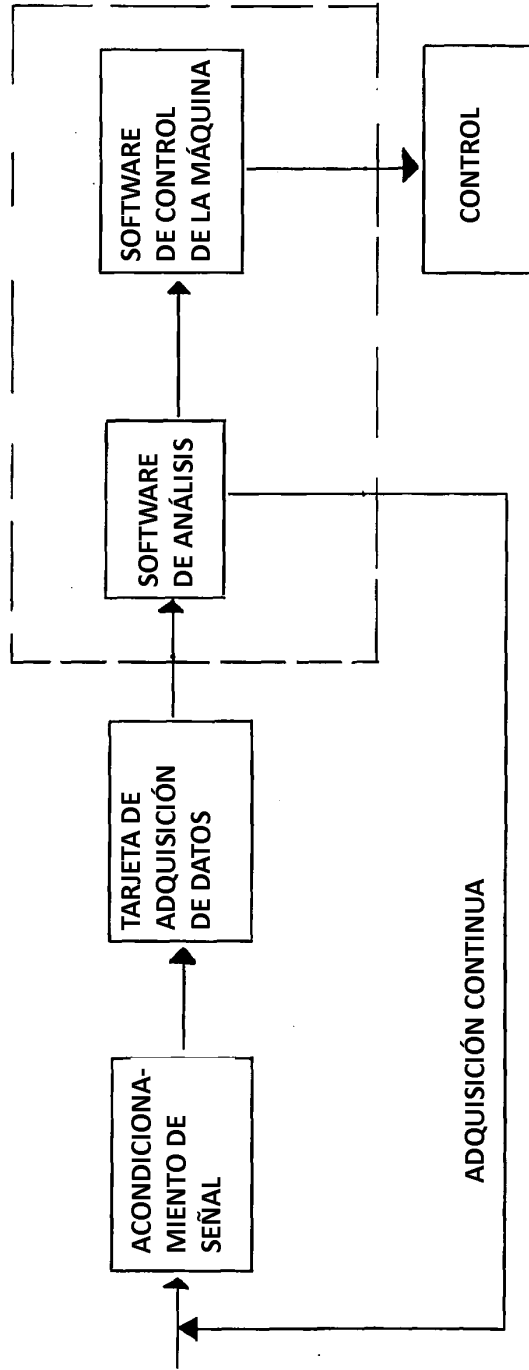 ACONDICIONA-
MIENTO DE
SEÑAL
TARJETA DE
ADQUISICIÓN
DE DATOS
SOFTWARE
DE ANÁLISIS
SOFTWARE
DE CONTROL
DE LA MÁQUINA
CONTROL
ADQUISICIÓN CONTINUA